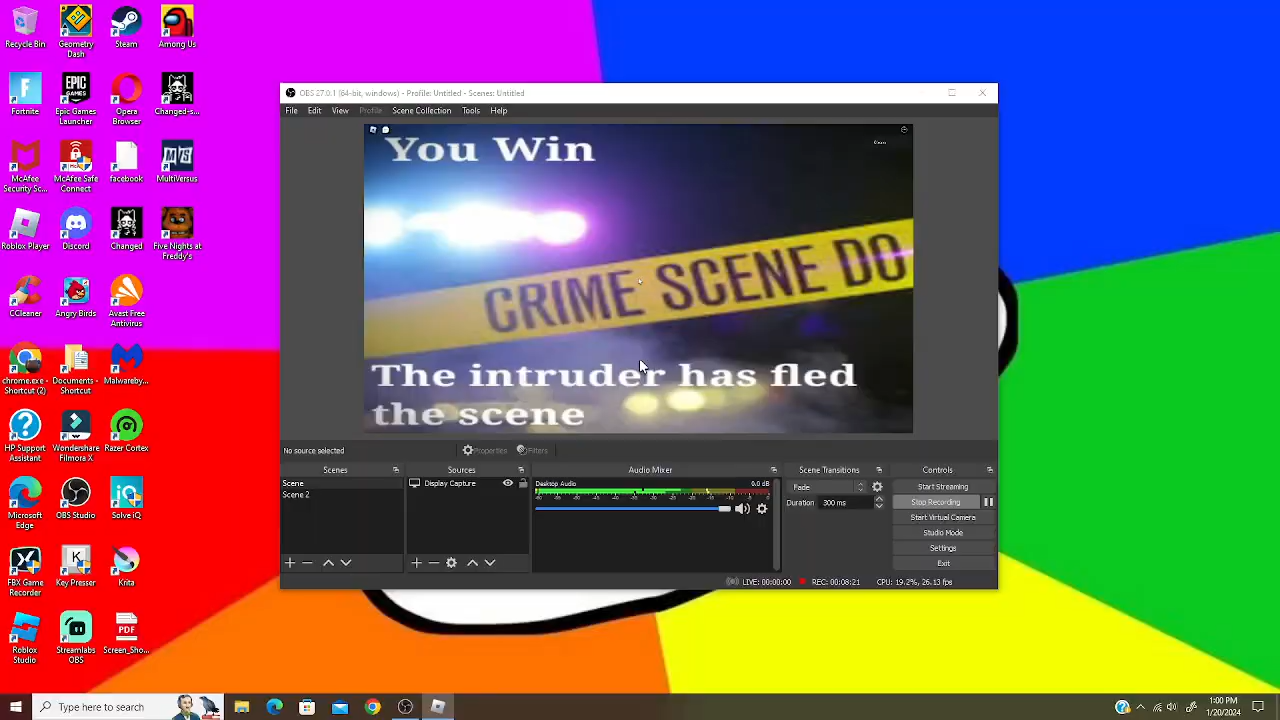 Recycle Bin
Geometry
Dash
Steam
Among Us
Fortnite
EPIC
GAMES
Epic Games
Launcher
Opera
Browser
Changed-s...
McAfee
Security Sc...
McAfee Safe
Connect
facebook
MultiVersus
Roblox Player
Discord
Changed
Five Nights at
Freddy's
CCleaner
Angry Birds
Avast Free
Antivirus
chrome.exe -
Shortcut (2)
Documents -
Shortcut
Malwareby...
HP Support
Assistant
Wondershare
Filmora X
Razer Cortex
Microsoft
Edge
OBS Studio
iQ
Solve iQ
FBX Game
Recorder
K
Key Presser
Krita
Roblox
Studio
Streamlabs
OBS
PDF
Screen_Sho...
OBS 27.0.1 (64-bit, windows) - Profile: Untitled - Scenes: Untitled
File Edit View Profile Scene Collection Tools Help
You Win
CRIME SCENE DO
The intruder has fled
the scene
No source selected
Properties
Filters
Scenes
Scene
Scene 2
Sources
Display Capture
Audio Mixer
Desktop Audio 0.0 dB
Scene Transitions
Fade
Duration 300 ms
Controls
Start Streaming
Stop Recording
Start Virtual Camera
Studio Mode
Settings
Exit
LIVE: 00:00:00 REC: 00:08:21 CPU: 19.2%, 26.13 fps
Type here to search
1:00 PM
1/20/2024